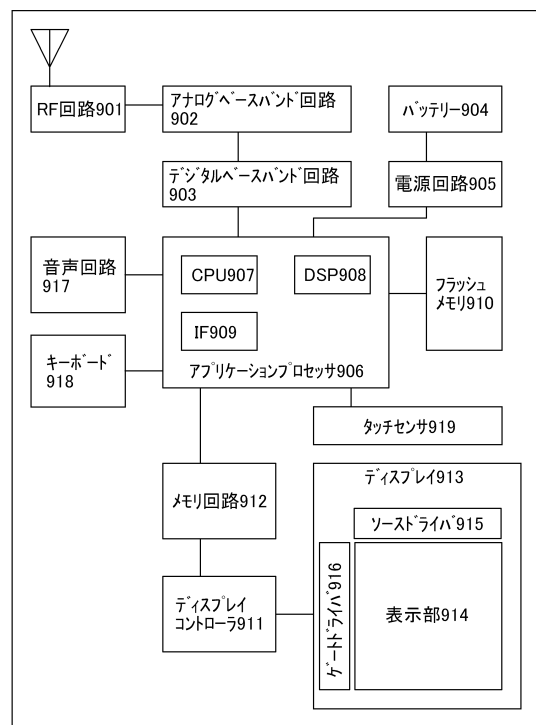 RF回路901
アナログベースバンド回路
902
バッテリー904
デジタルベースバンド回路
903
電源回路905
音声回路
917
CPU907
DSP908
フラッシュ
メモリ910
IF909
アプリケーションプロセッサ906
キーボード
918
タッチセンサ919
メモリ回路912
ディスプレイ913
ソースドライバ915
ゲートドライバ916
表示部914
ディスプレイ
コントローラ911